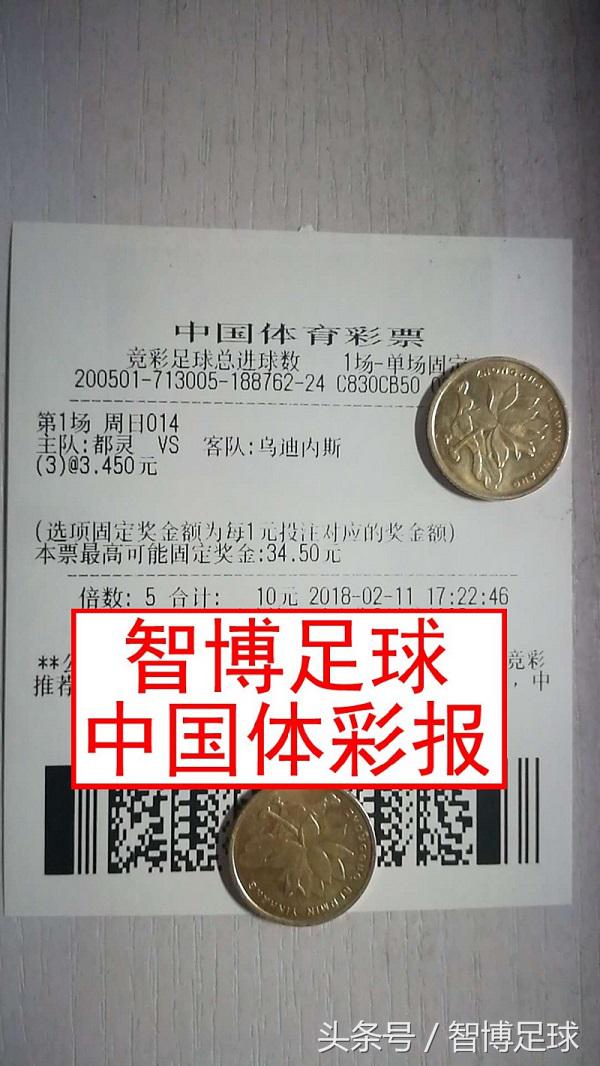 中国体育彩票
竞彩足球总进球数 1场-单场固定
200501-713005-188762-24 C830CB50
第1场 周日014
主队:都灵 VS 客队:乌迪内斯
(3)@3.450元
(选项固定奖金额为每1元投注对应的奖金额)
本票最高可能固定奖金:34.50元
倍数: 5 合计: 10元 2018-02-11 17:22:46
智博足球
竞彩
推荐
，中
中国体彩报
头条号 / 智博足球